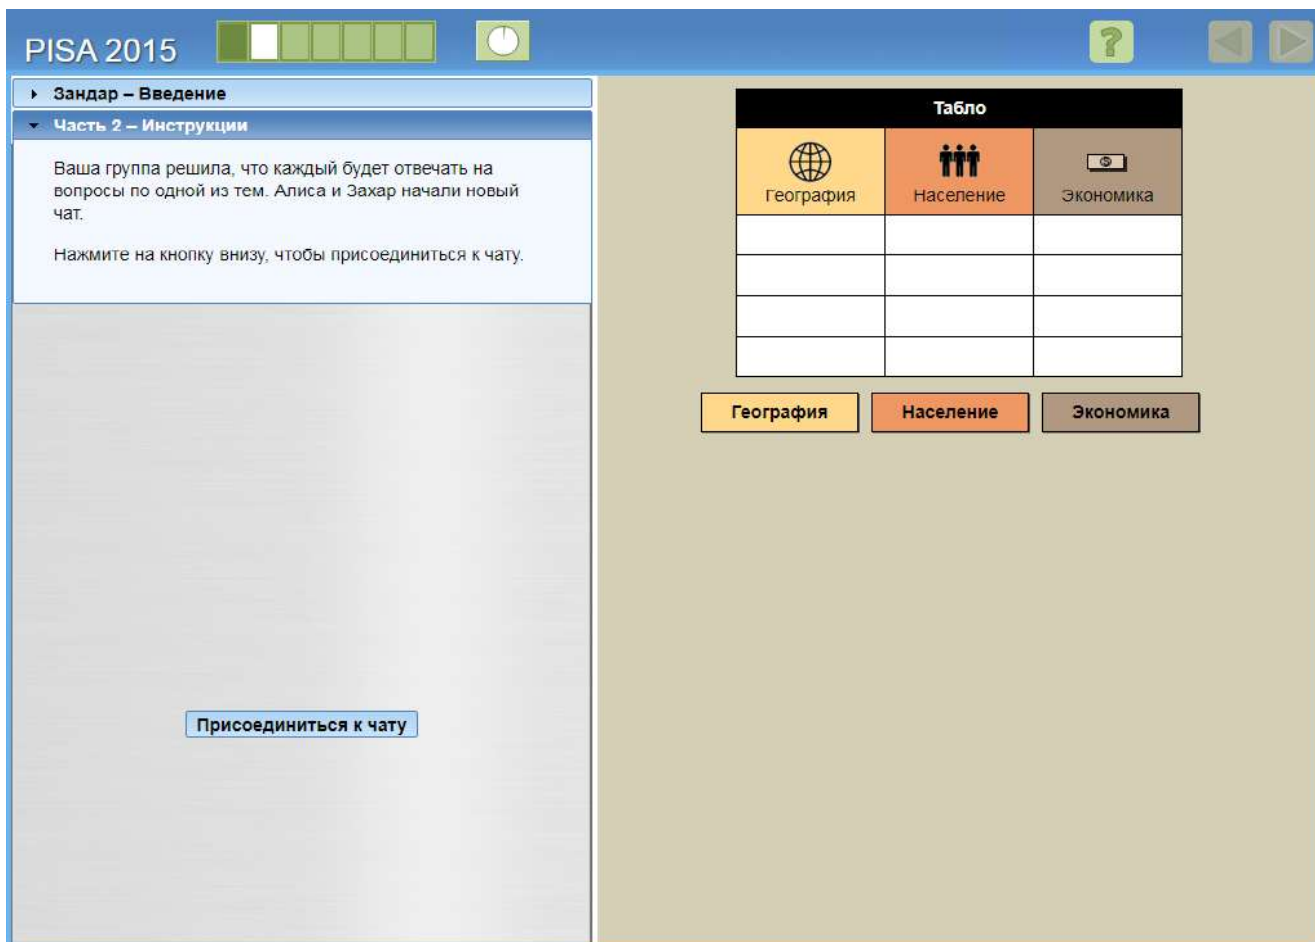 PISA 2015
?
Зандар – Введение
Часть 2 – Инструкции
Ваша группа решила, что каждый будет отвечать на
вопросы по одной из тем. Алиса и Захар начали новый
чат.
Нажмите на кнопку внизу, чтобы присоединиться к чату.
Присоединиться к чату
Табло
География Население Экономика
География Население Экономика